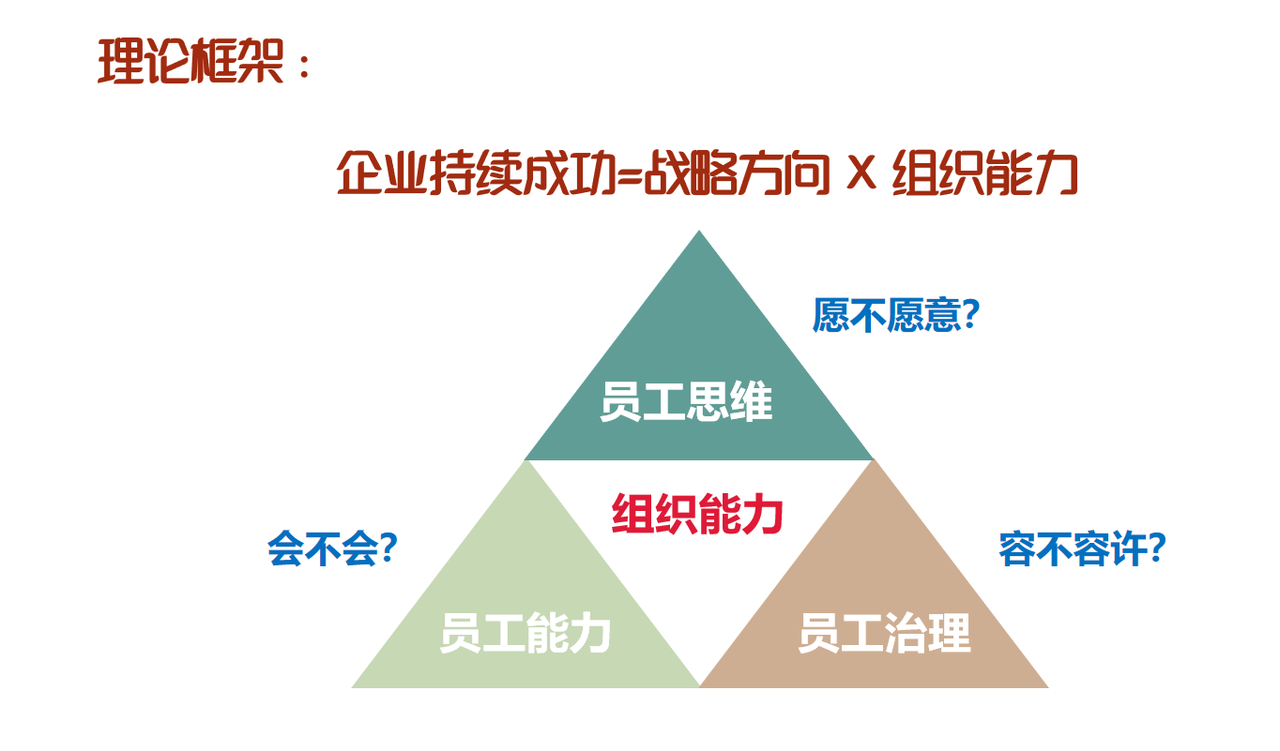 理论框架：
企业持续成功=战略方向 X 组织能力
愿不愿意?
员工思维
组织能力
会不会?
容不容许?
员工能力
员工治理